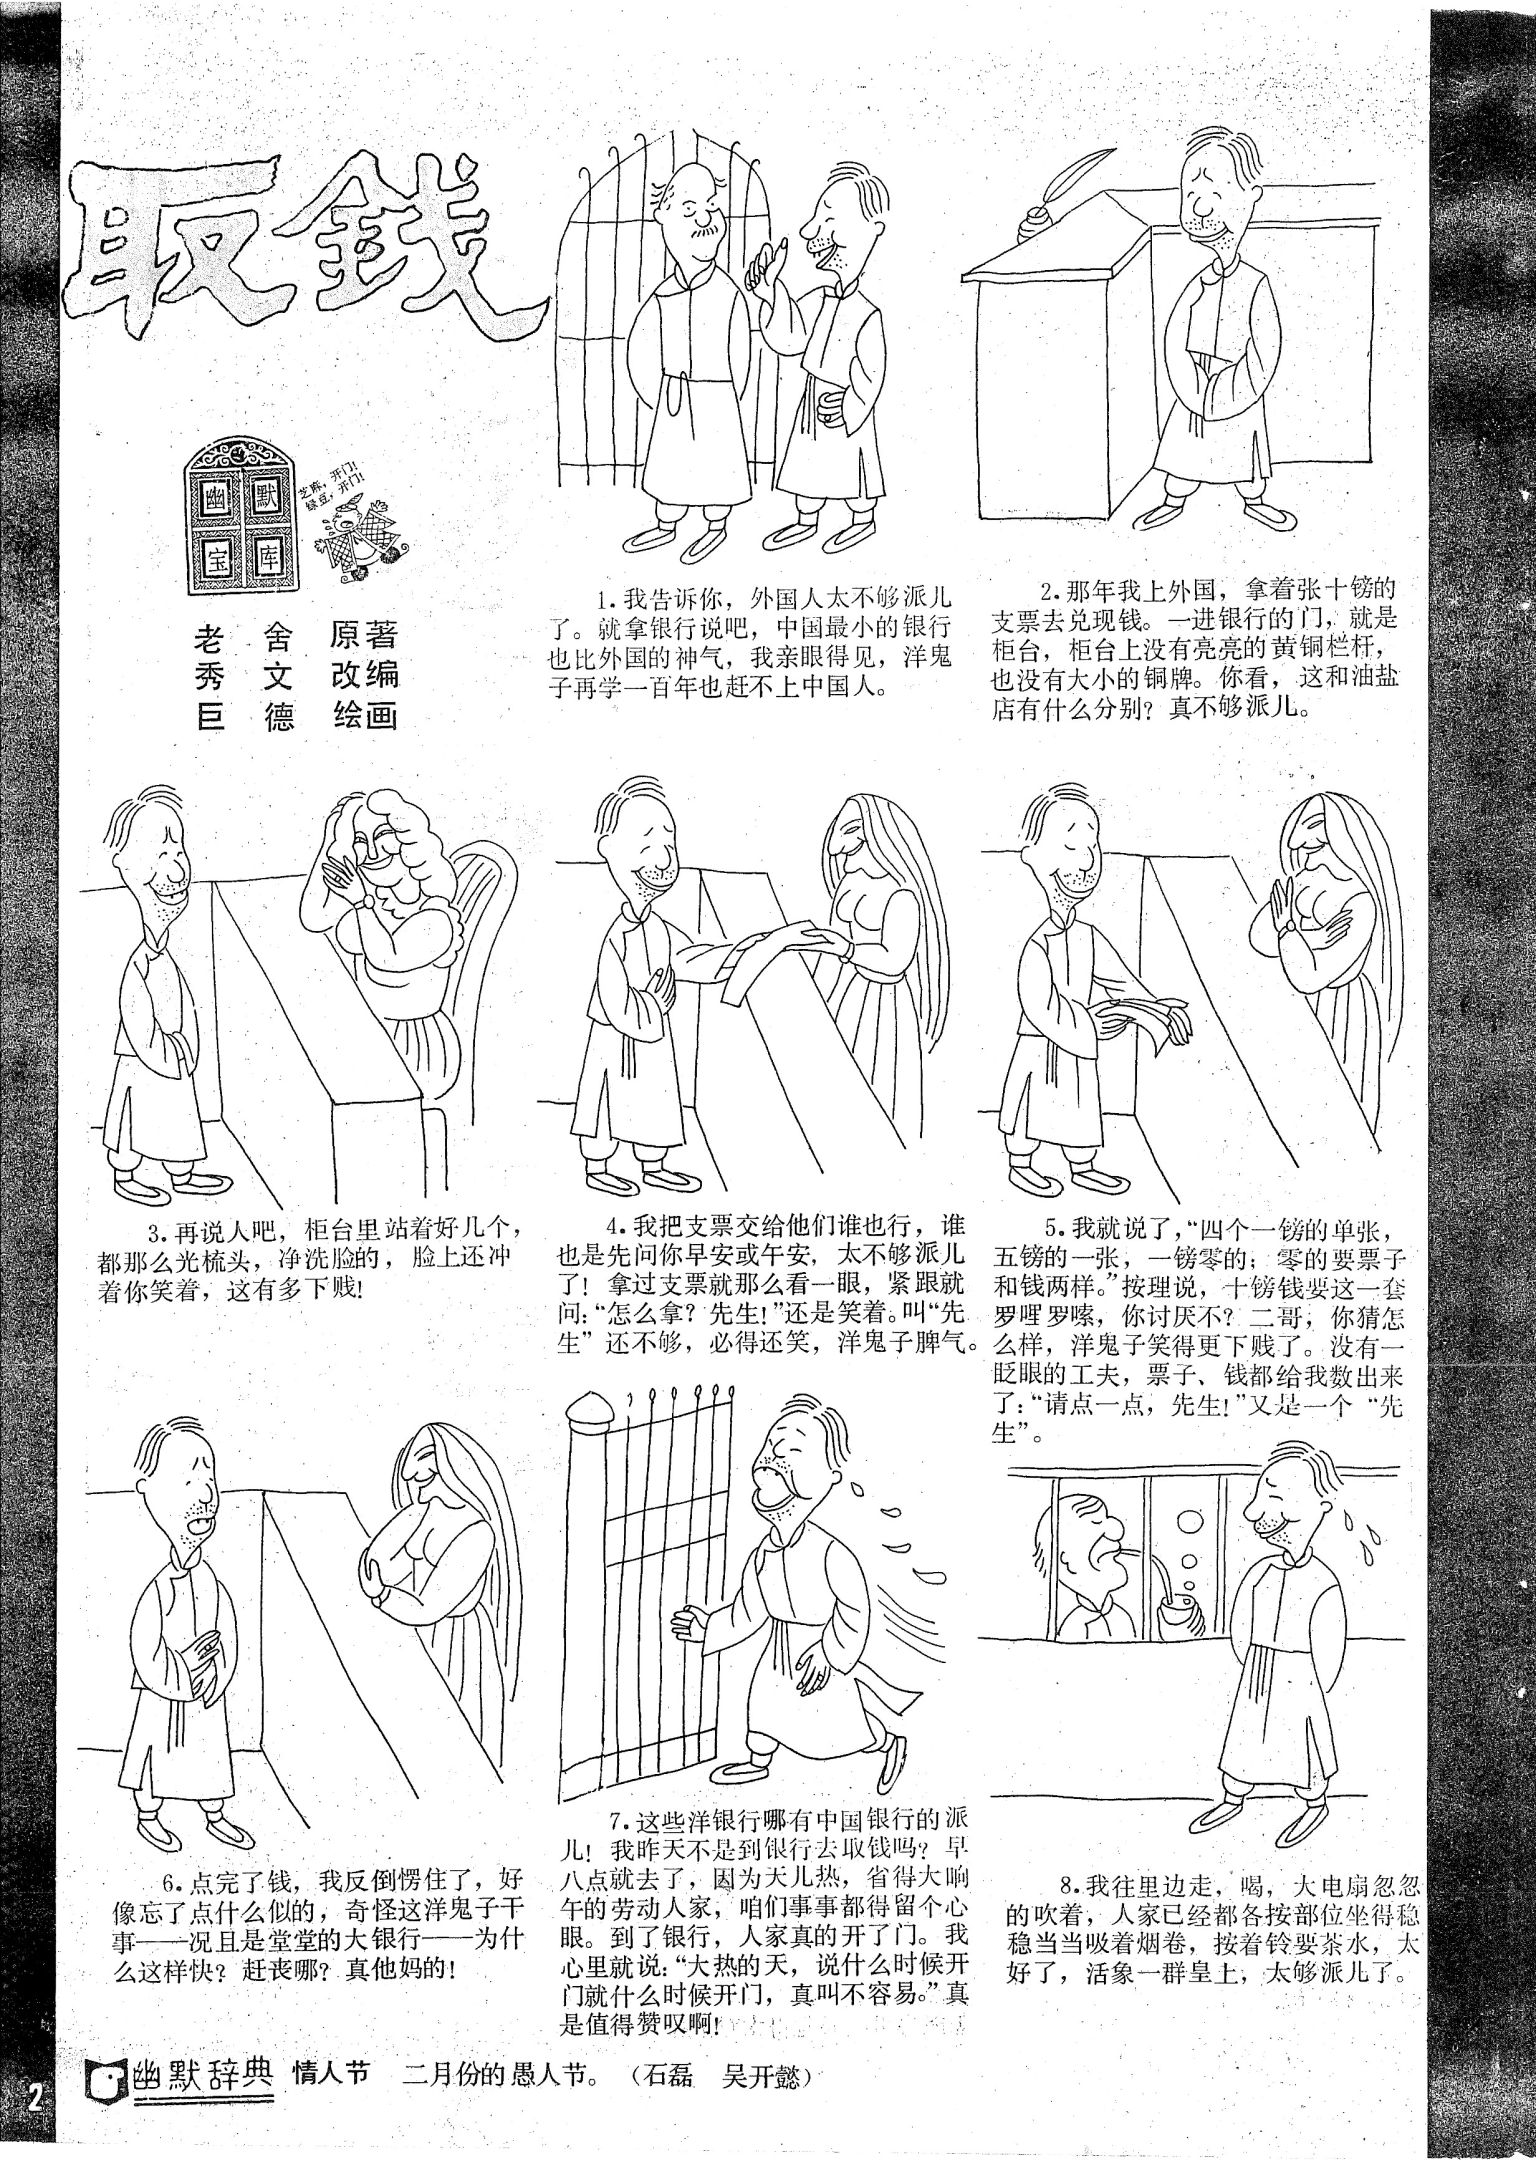 取錢
幽默
宝库
芝麻，开门！
绿豆，开门！
老 舍 原著
秀 文 改编
巨 德 绘画
1.我告诉你，外国人太不够派儿
了。就拿银行说吧，中国最小的银行
也比外国的神气，我亲眼得见，洋鬼
子再学一百年也赶不上中国人。
2.那年我上外国，拿着张十镑的
支票去兑现钱。一进银行的门，就是
柜台，柜台上没有亮亮的黄铜栏杆，
也没有大小的铜牌。你看，这和油盐
店有什么分别？真不够派儿。
3.再说人吧，柜台里站着好几个，
都那么光梳头，净洗脸的，脸上还冲
着你笑着，这有多下贱！
4.我把支票交给他们谁也行，谁
也是先问你早安或午安，太不够派儿
了！拿过支票就那么看一眼，紧跟就
问：“怎么拿？先生！”还是笑着。叫“先
生”还不够，必得还笑，洋鬼子脾气。
5.我就说了，“四个一镑的单张，
五镑的一张，一镑零的；零的要票子
和钱两样。”按理说，十镑钱要这一套
罗哩罗嗦，你讨厌不？二哥，你猜怎
么样，洋鬼子笑得更下贱了。没有一
眨眼的工夫，票子、钱都给我数出来
了：“请点一点，先生！”又是一个“先
生”。
6.点完了钱，我反倒愣住了，好
像忘了点什么似的，奇怪这洋鬼子干
事——况且是堂堂的大银行——为什
么这样快？赶丧哪？真他妈的！
7.这些洋银行哪有中国银行的派
儿！我昨天不是到银行去取钱吗？早
八点就去了，因为天儿热，省得大晌
午的劳动人家，咱们事事都得留个心
眼。到了银行，人家真的开了门。我
心里就说：“大热的天，说什么时候开
门就什么时候开门，真叫不容易。”真
是值得赞叹啊！
8.我往里边走，喝，大电扇忽忽
的吹着，人家已经都各按部位坐得稳
稳当当吸着烟卷，按着铃要茶水，太
好了，活象一群皇上，太够派儿了。
幽默辞典 情人节 二月份的愚人节。（石磊 吴开懿）
2